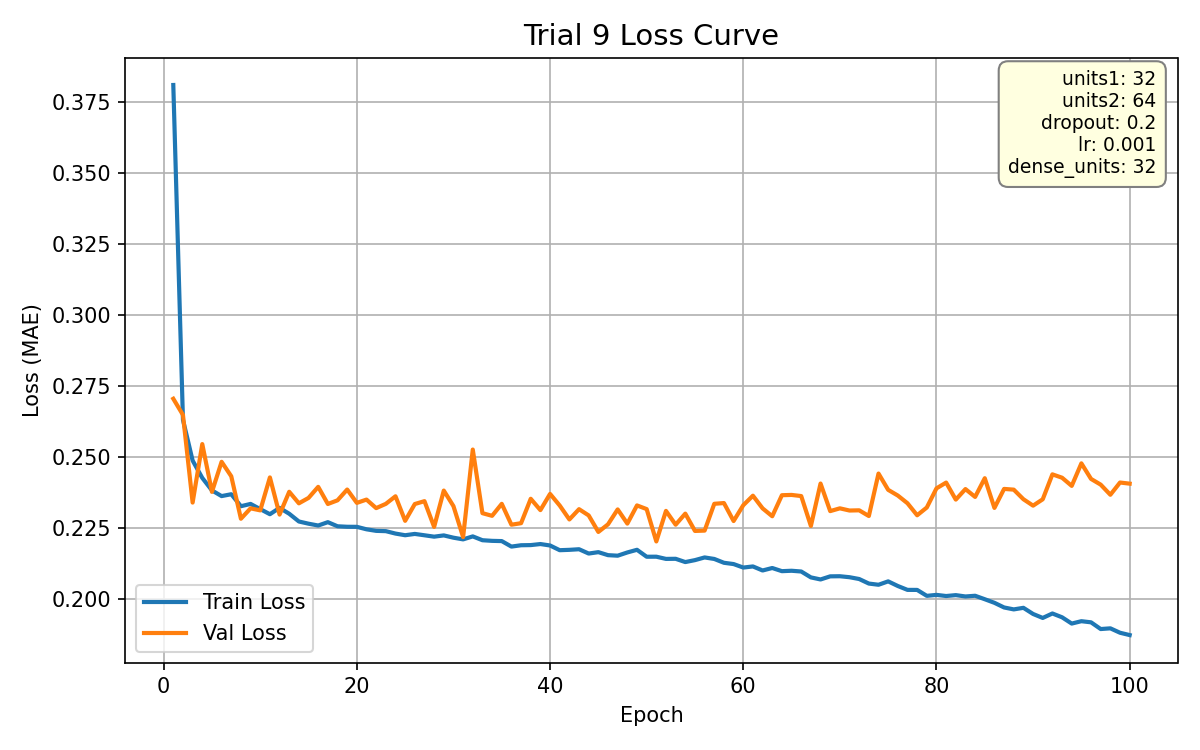 Trial 9 Loss Curve
units1: 32
units2: 64
dropout: 0.2
lr: 0.001
dense_units: 32
Loss (MAE)
0.375
0.350
0.325
0.300
0.275
0.250
0.225
0.200
Train Loss
Val Loss
0 20 40 60 80 100
Epoch